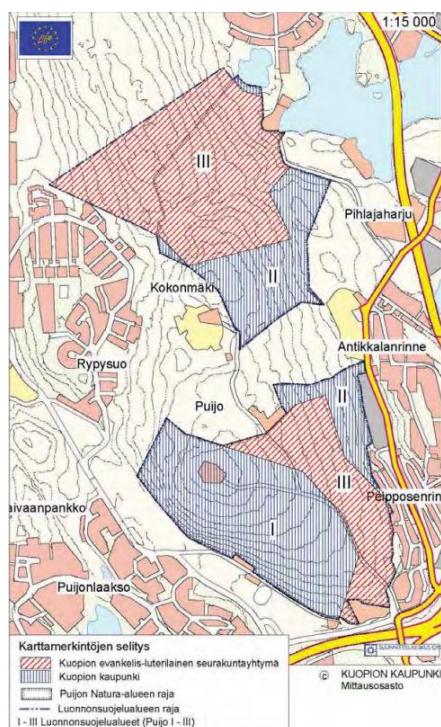 1:15 000
III
Pihlajaharju
II
Kokonmäki
Antikkalanrinne
Rypysuo
Puijo
II
III
Peipposenrin
aivaanpankko
I
Puijonlaakso
Karttamerkintöjen selitys
Kuopion evankelis-luterilainen seurakuntayhtymä
Kuopion kaupunki
Puijon Natura-alueen raja
Luonnonsuojelualueen raja
I - III Luonnonsuojelualueet (Puijo I - III)
© KUOPION KAUPUNKI
Mittausosasto